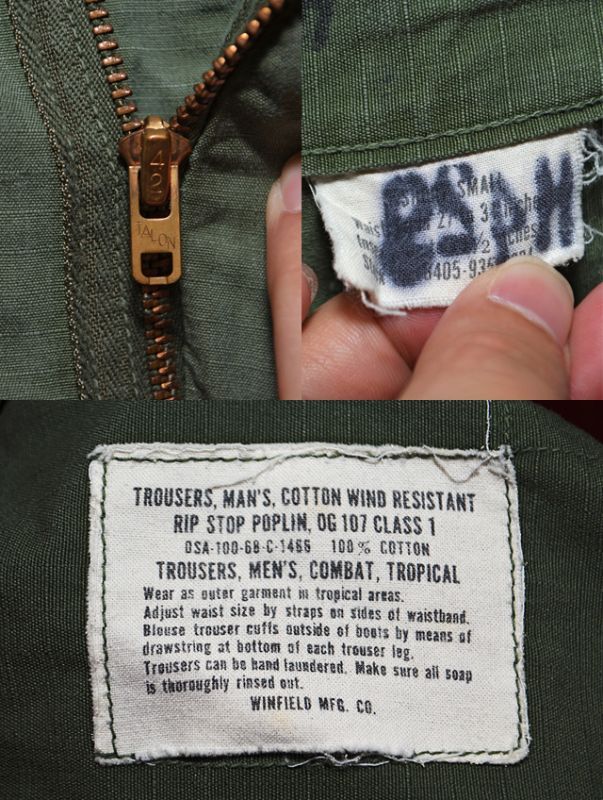 42
TALON
SMALL
8405-935
TROUSERS, MAN'S, COTTON WIND RESISTANT
RIP STOP POPLIN, OG 107 CLASS 1
DSA-100-68-C-1466 100% COTTON
TROUSERS, MEN'S, COMBAT, TROPICAL
Wear as outer garment in tropical areas.
Adjust waist size by straps on sides of waistband.
Blouse trouser cuffs outside of boots by means of
drawstring at bottom of each trouser leg.
Trousers can be hand laundered. Make sure all soap
is thoroughly rinsed out.
WINFIELD MFG. CO.